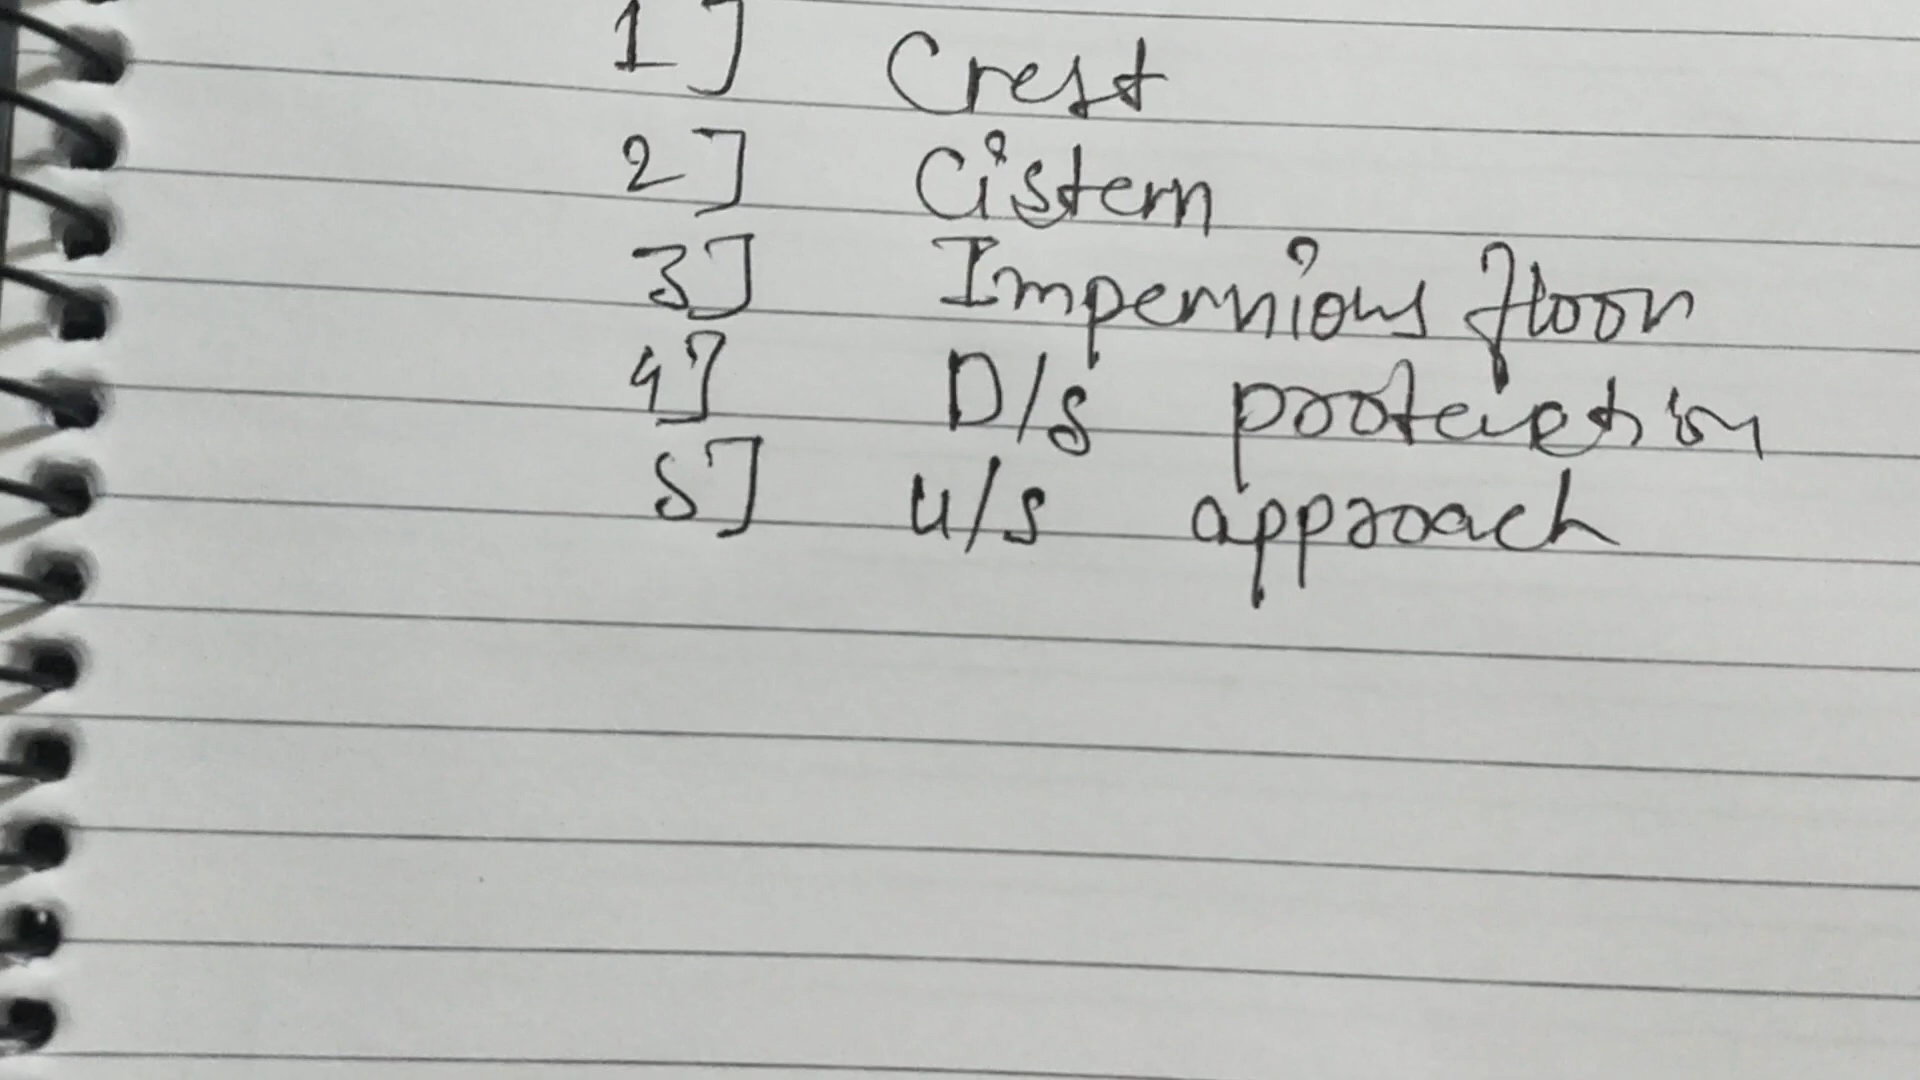 1] Crest
2] Cistern
3] Impervious floor
4] D/s protection
5] u/s approach